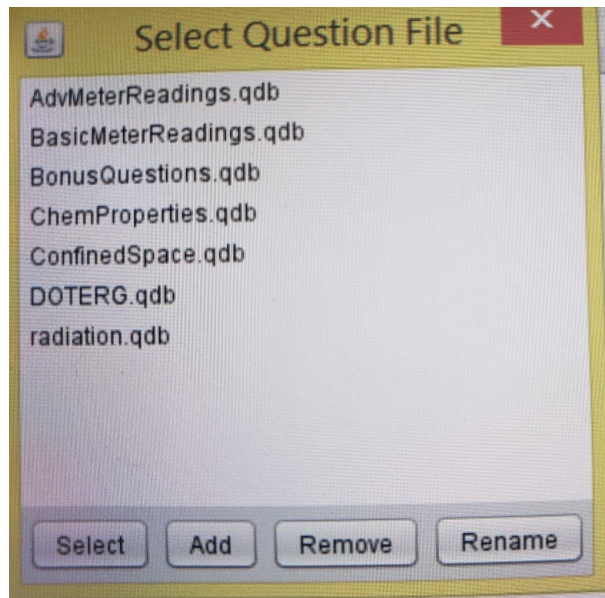 Select Question File
AdvMeterReadings.qdb
BasicMeterReadings.qdb
BonusQuestions.qdb
ChemProperties.qdb
ConfinedSpace.qdb
DOTERG.qdb
radiation.qdb
Select Add Remove Rename